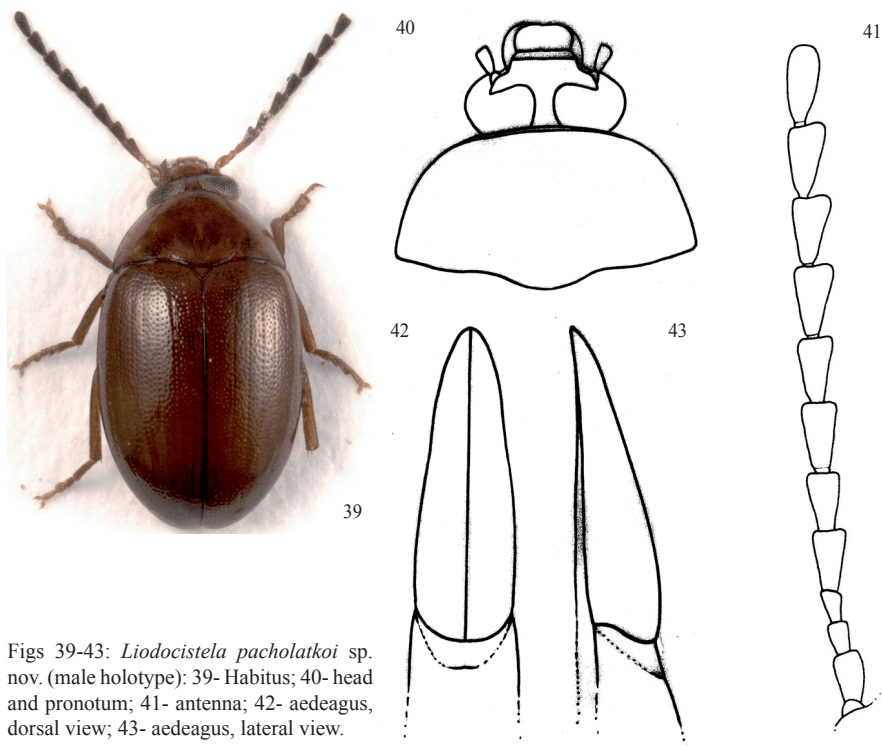 40
41
42
43
39
Figs 39-43: Liodocistela pacholatkoi sp.
nov. (male holotype): 39- Habitus; 40- head
and pronotum; 41- antenna; 42- aedeagus,
dorsal view; 43- aedeagus, lateral view.